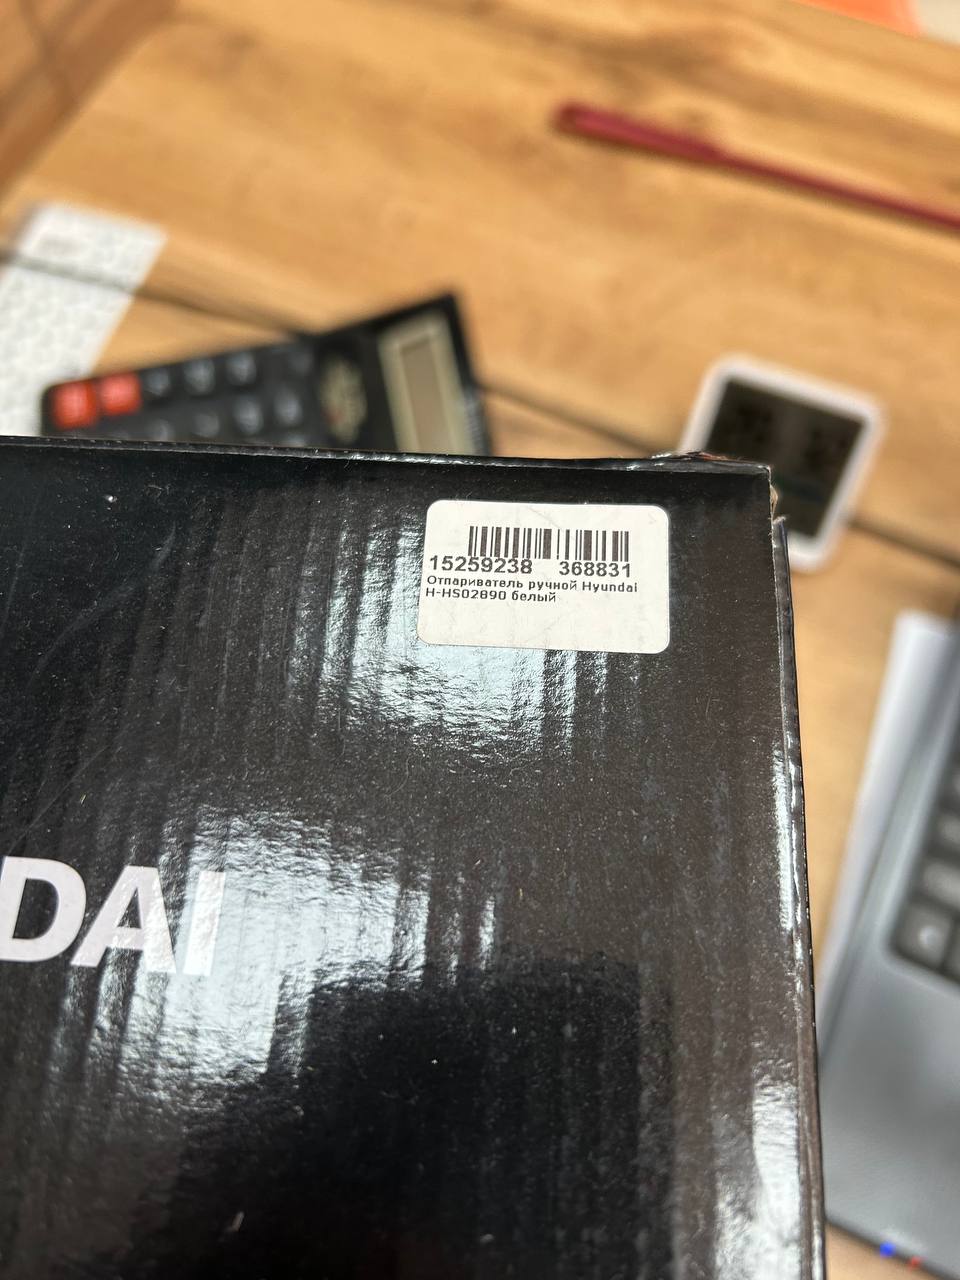 15259238 368831
Отпариватель ручной Hyundai
H-HS02890 белый
DAI